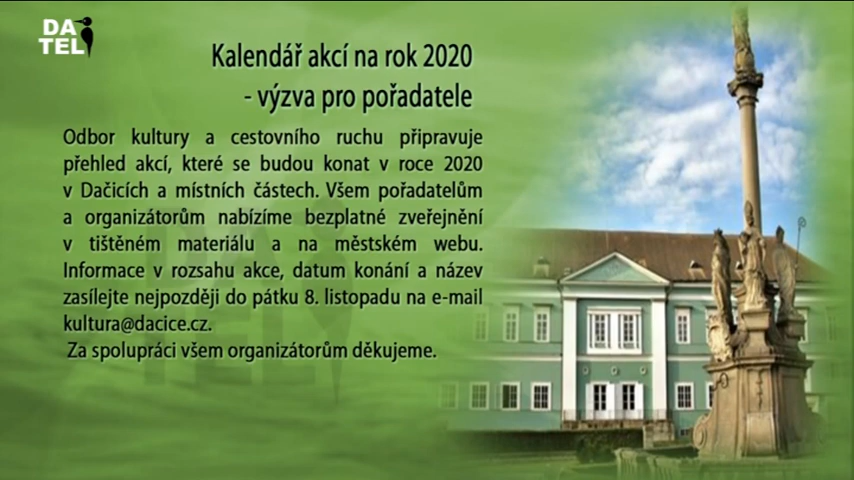 DA
TEL
Kalendář akcí na rok 2020
- výzva pro pořadatele
Odbor kultury a cestovního ruchu připravuje
přehled akcí, které se budou konat v roce 2020
v Dačicích a místních částech. Všem pořadatelům
a organizátorům nabízíme bezplatné zveřejnění
v tištěném materiálu a na městském webu.
Informace v rozsahu akce, datum konání a název
zasílejte nejpozději do pátku 8. listopadu na e-mail
kultura@dacice.cz.
Za spolupráci všem organizátorům děkujeme.